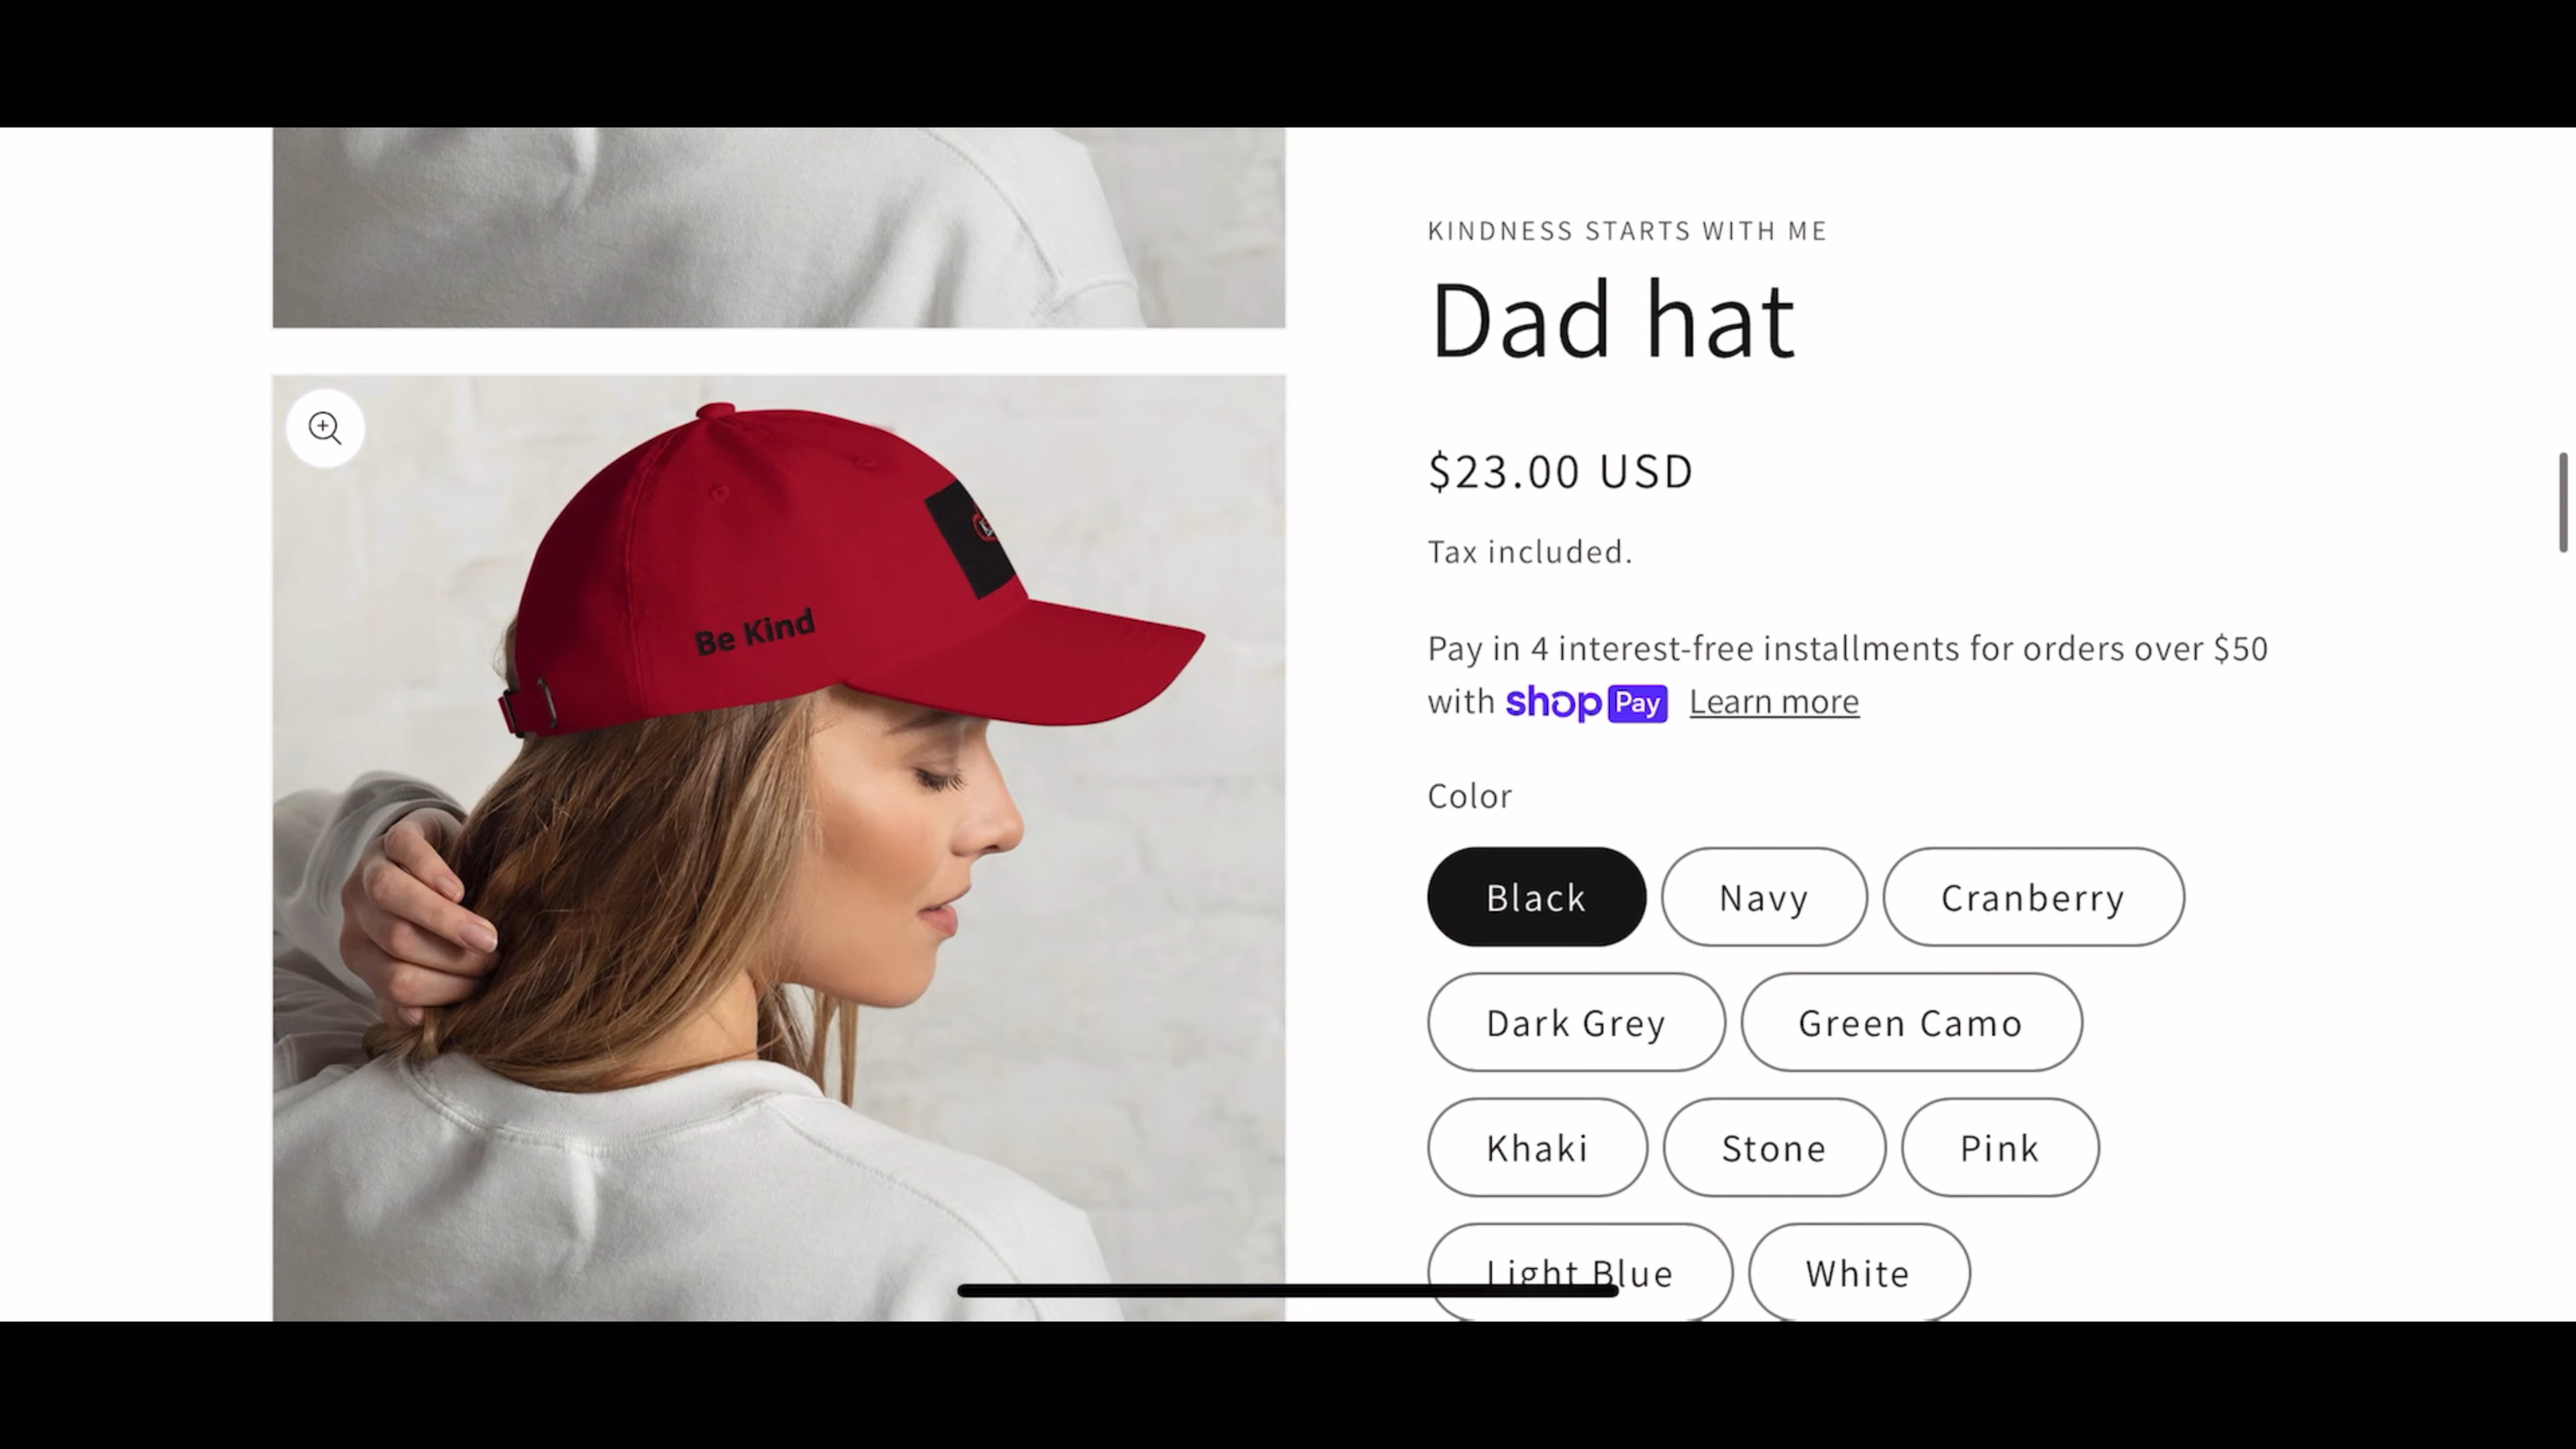 KINDNESS STARTS WITH ME
Dad hat
$23.00 USD
Tax included.
Pay in 4 interest-free installments for orders over $50
with shop Pay Learn more
Color
Black Navy Cranberry
Dark Grey Green Camo
Khaki Stone Pink
Light Blue White
Be Kind